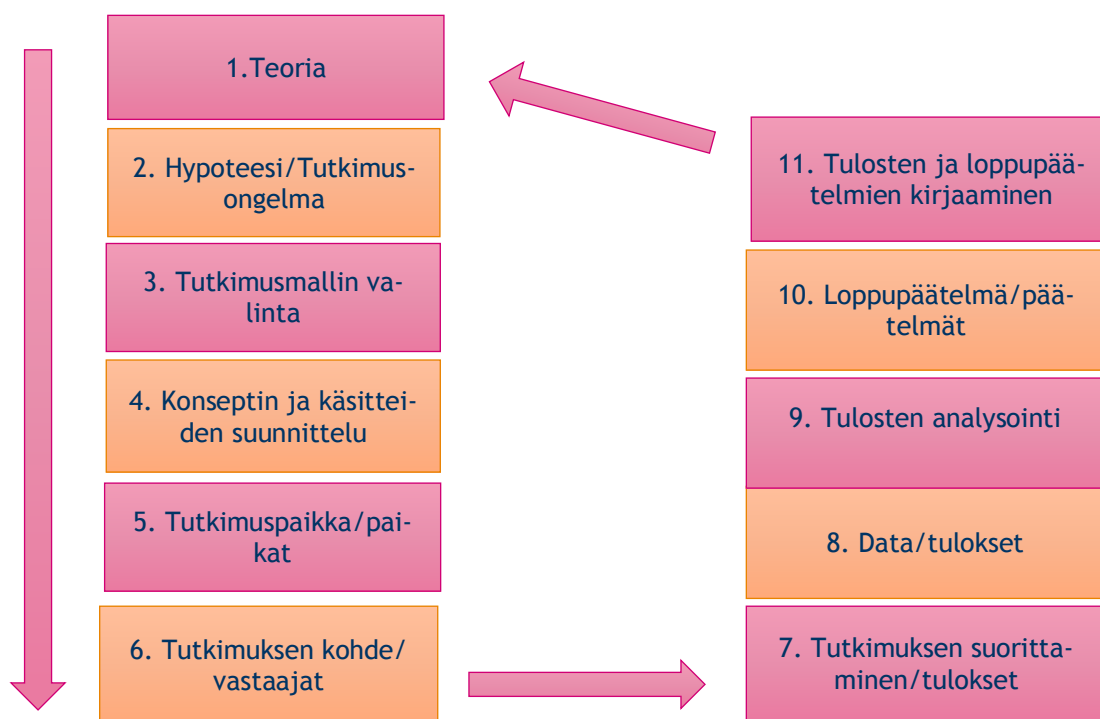 1.Teoria
2. Hypoteesi/Tutkimus-
ongelma
3. Tutkimusmallin va-
linta
4. Konseptin ja käsittei-
den suunnittelu
5. Tutkimuspaikka/pai-
kat
6. Tutkimuksen kohde/
vastaajat
7. Tutkimuksen suoritta-
minen/tulokset
8. Data/tulokset
9. Tulosten analysointi
10. Loppupäätelmä/pää-
telmät
11. Tulosten ja loppupää-
telmien kirjaaminen